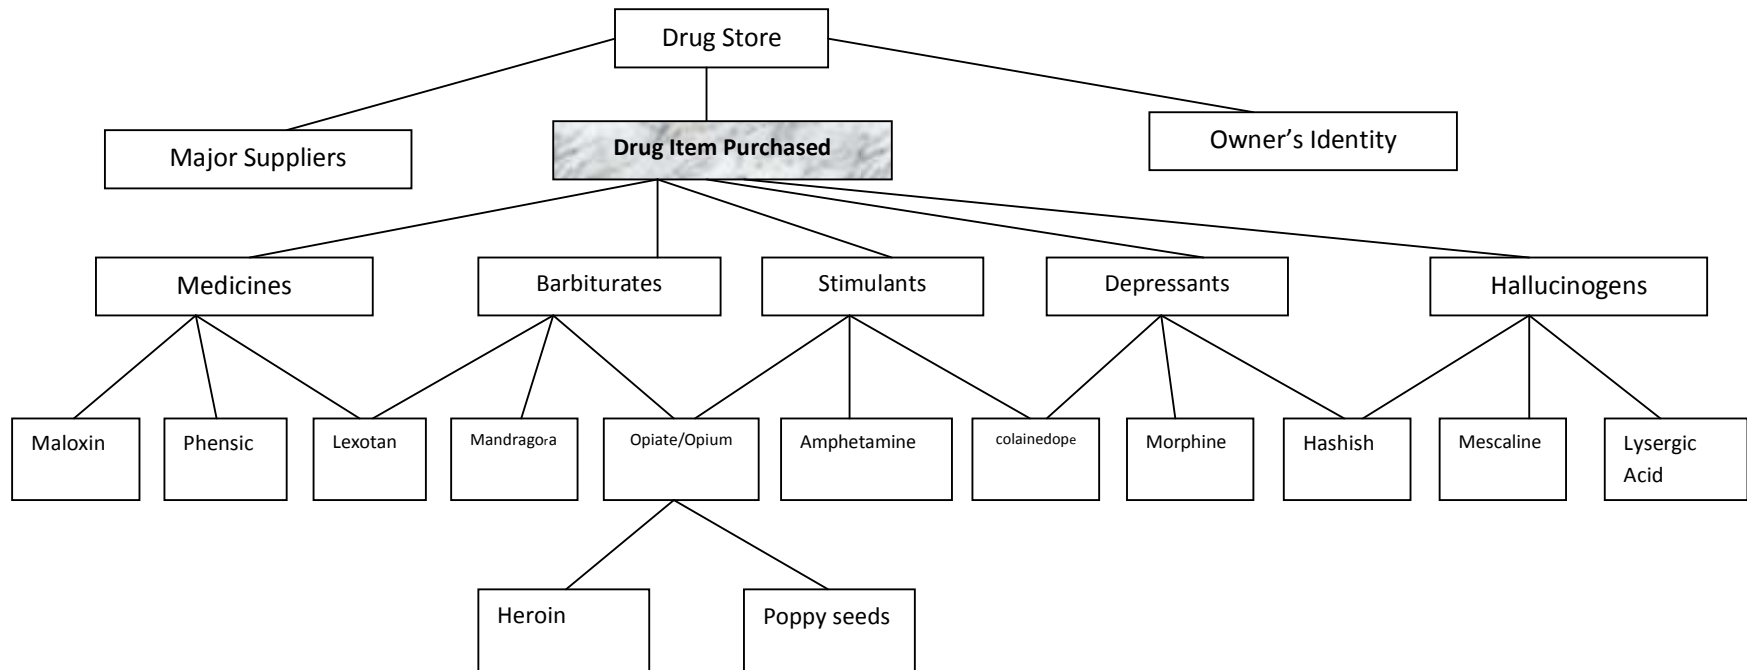 Drug Store
Major Suppliers
Drug Item Purchased
Owner’s Identity
Medicines
Barbiturates
Stimulants
Depressants
Hallucinogens
Maloxin
Phensic
Lexotan
Mandragora
Opiate/Opium
Amphetamine
colainedope
Morphine
Hashish
Mescaline
Lysergic
Acid
Heroin
Poppy seeds